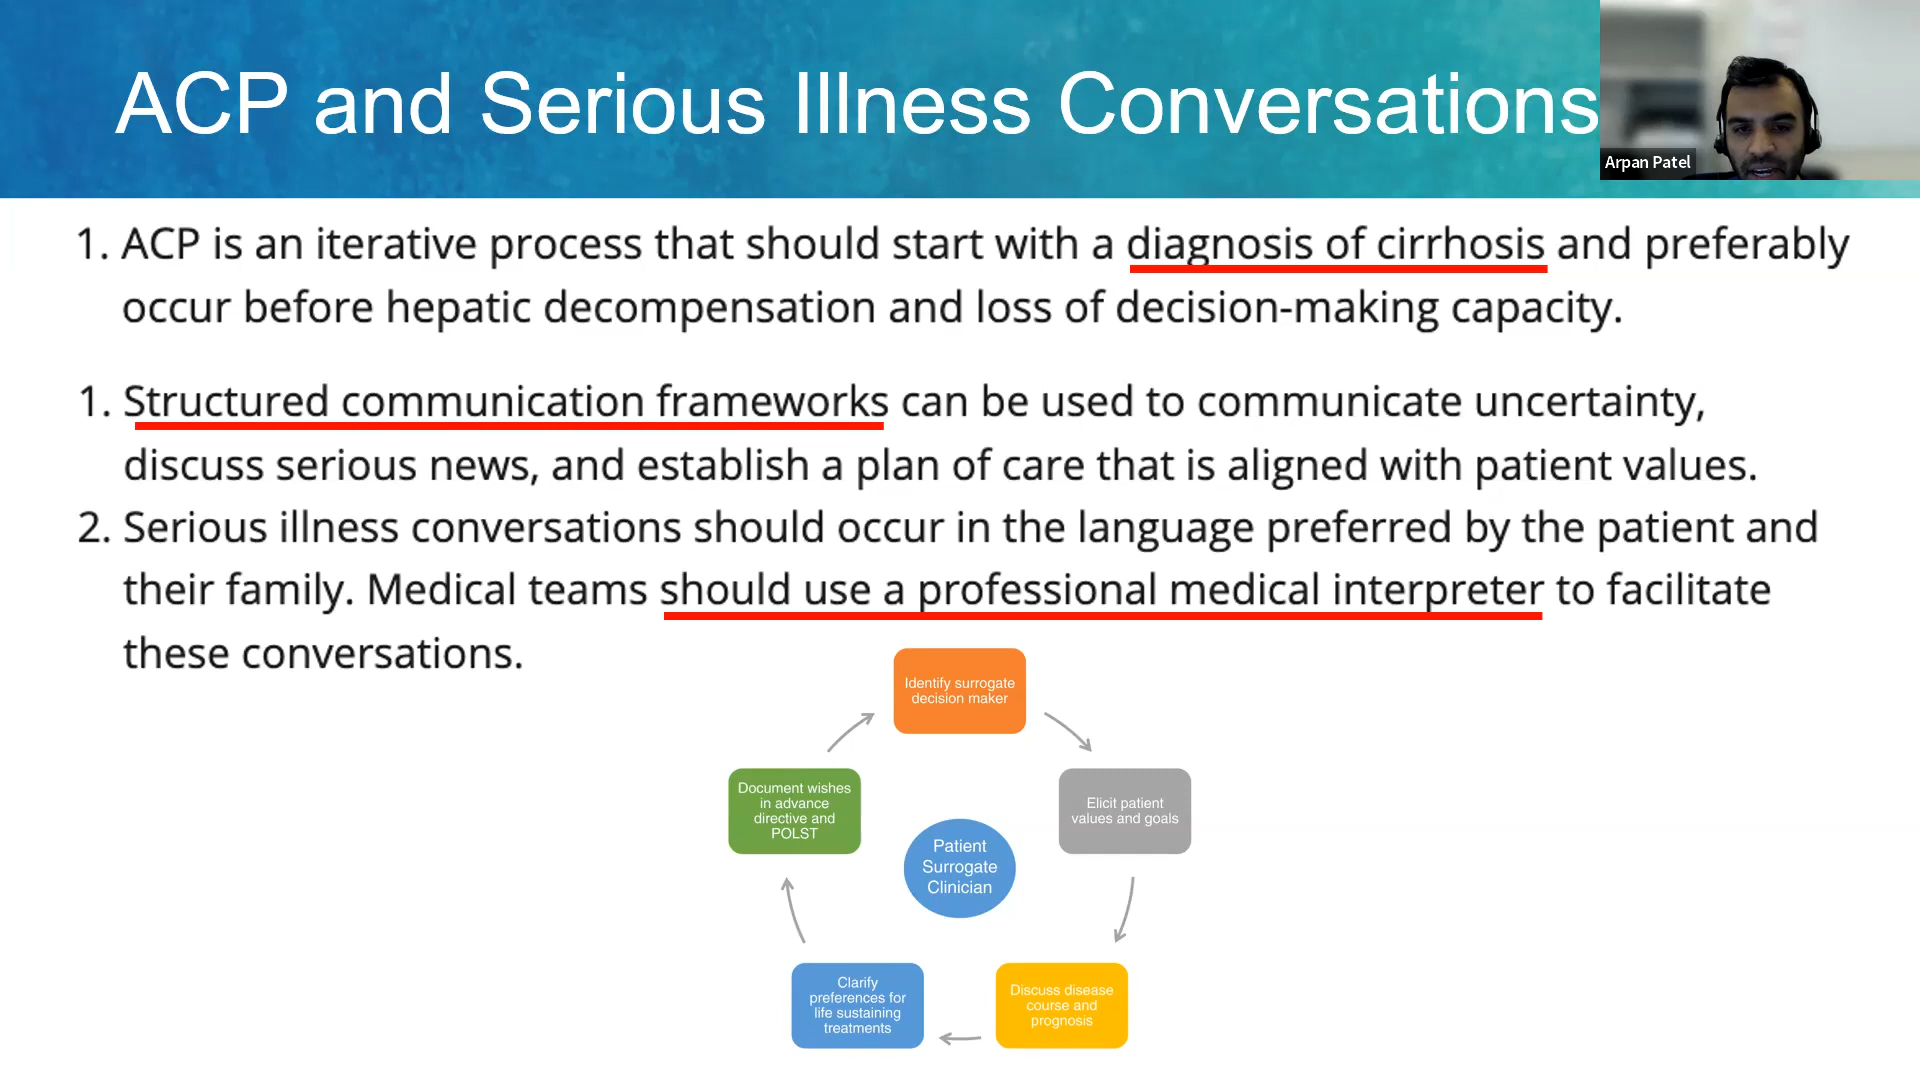 ACP and Serious Illness Conversations
Arpan Patel
1. ACP is an iterative process that should start with a diagnosis of cirrhosis and preferably
occur before hepatic decompensation and loss of decision-making capacity.
1. Structured communication frameworks can be used to communicate uncertainty,
discuss serious news, and establish a plan of care that is aligned with patient values.
2. Serious illness conversations should occur in the language preferred by the patient and
their family. Medical teams should use a professional medical interpreter to facilitate
these conversations.
Identify surrogate
decision maker
Elicit patient
values and goals
Discuss disease
course and
prognosis
Clarify
preferences for
life sustaining
treatments
Document wishes
in advance
directive and
POLST
Patient
Surrogate
Clinician